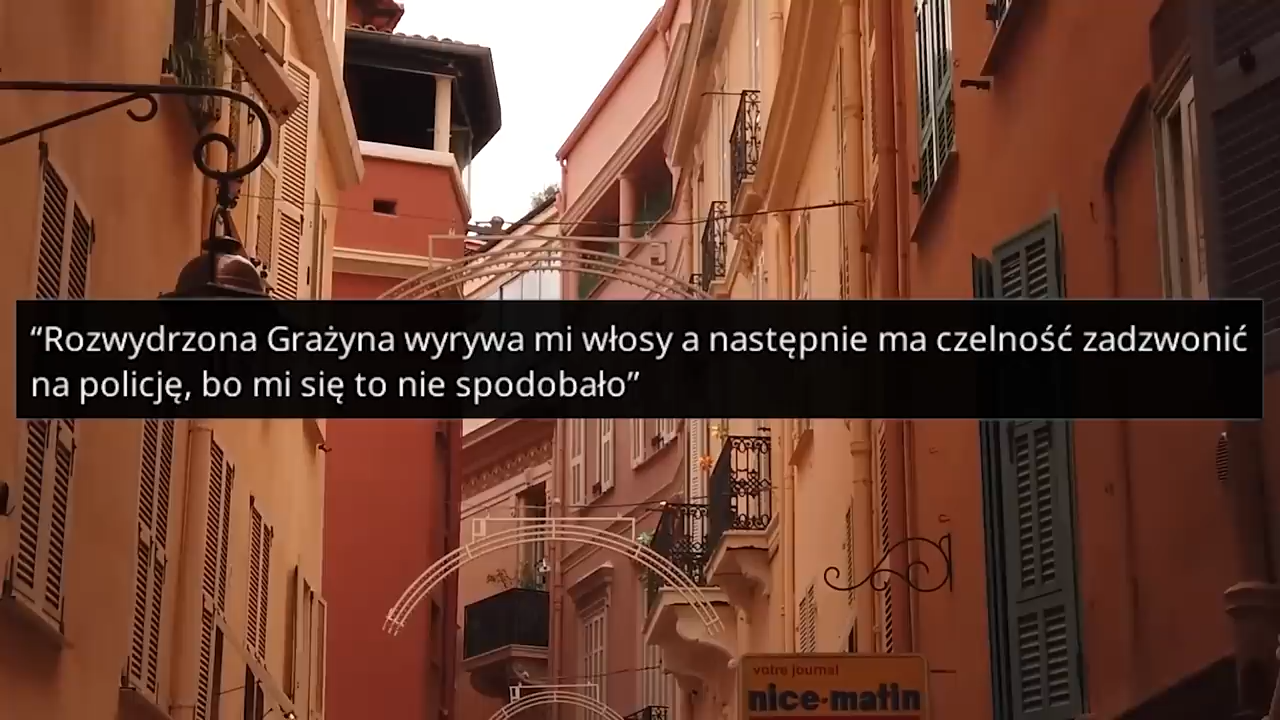 “Rozwydrzona Grażyna wyrywa mi włosy a następnie ma czelność zadzwonić
na policję, bo mi się to nie spodobało”
votre journal
nice-matin